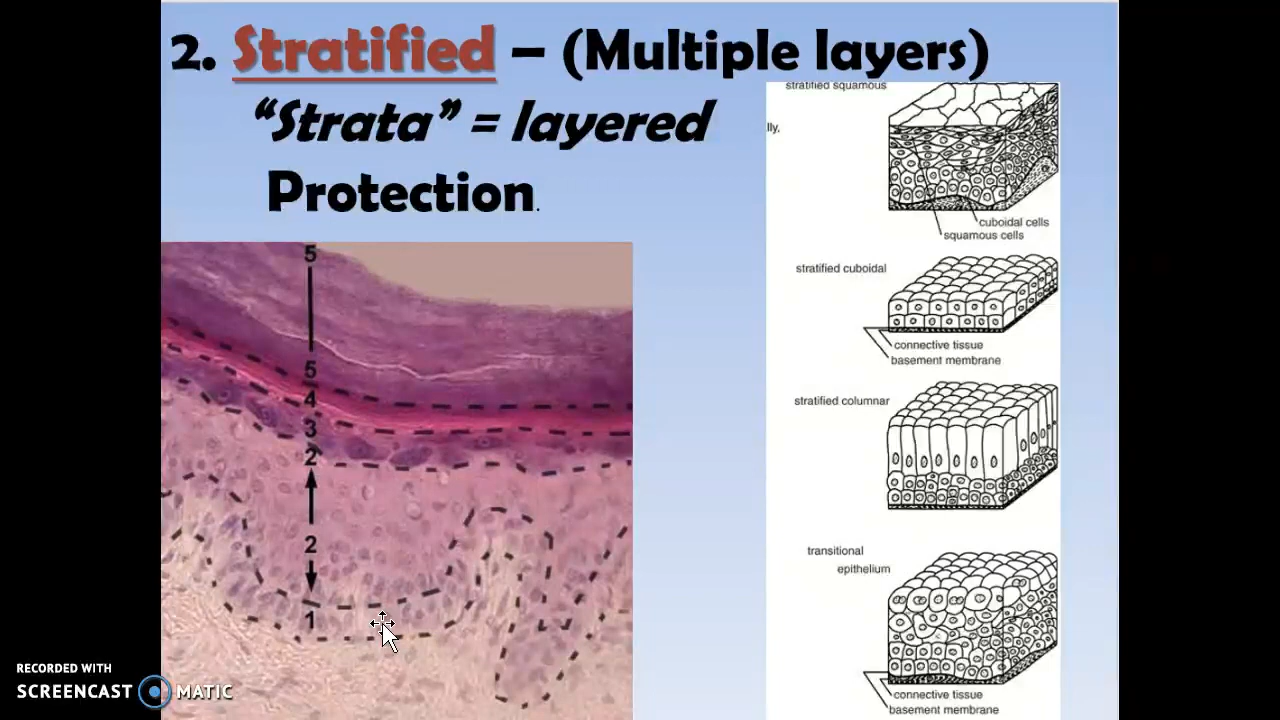 2. Stratified – (Multiple layers)
“Strata” = layered
Protection.
5
5
4
3
2
2
1
stratified squamous
lly,
cuboidal cells
squamous cells
stratified cuboidal
connective tissue
basement membrane
stratified columnar
transitional
epithelium
connective tissue
basement membrane
RECORDED WITH
SCREENCAST MATIC